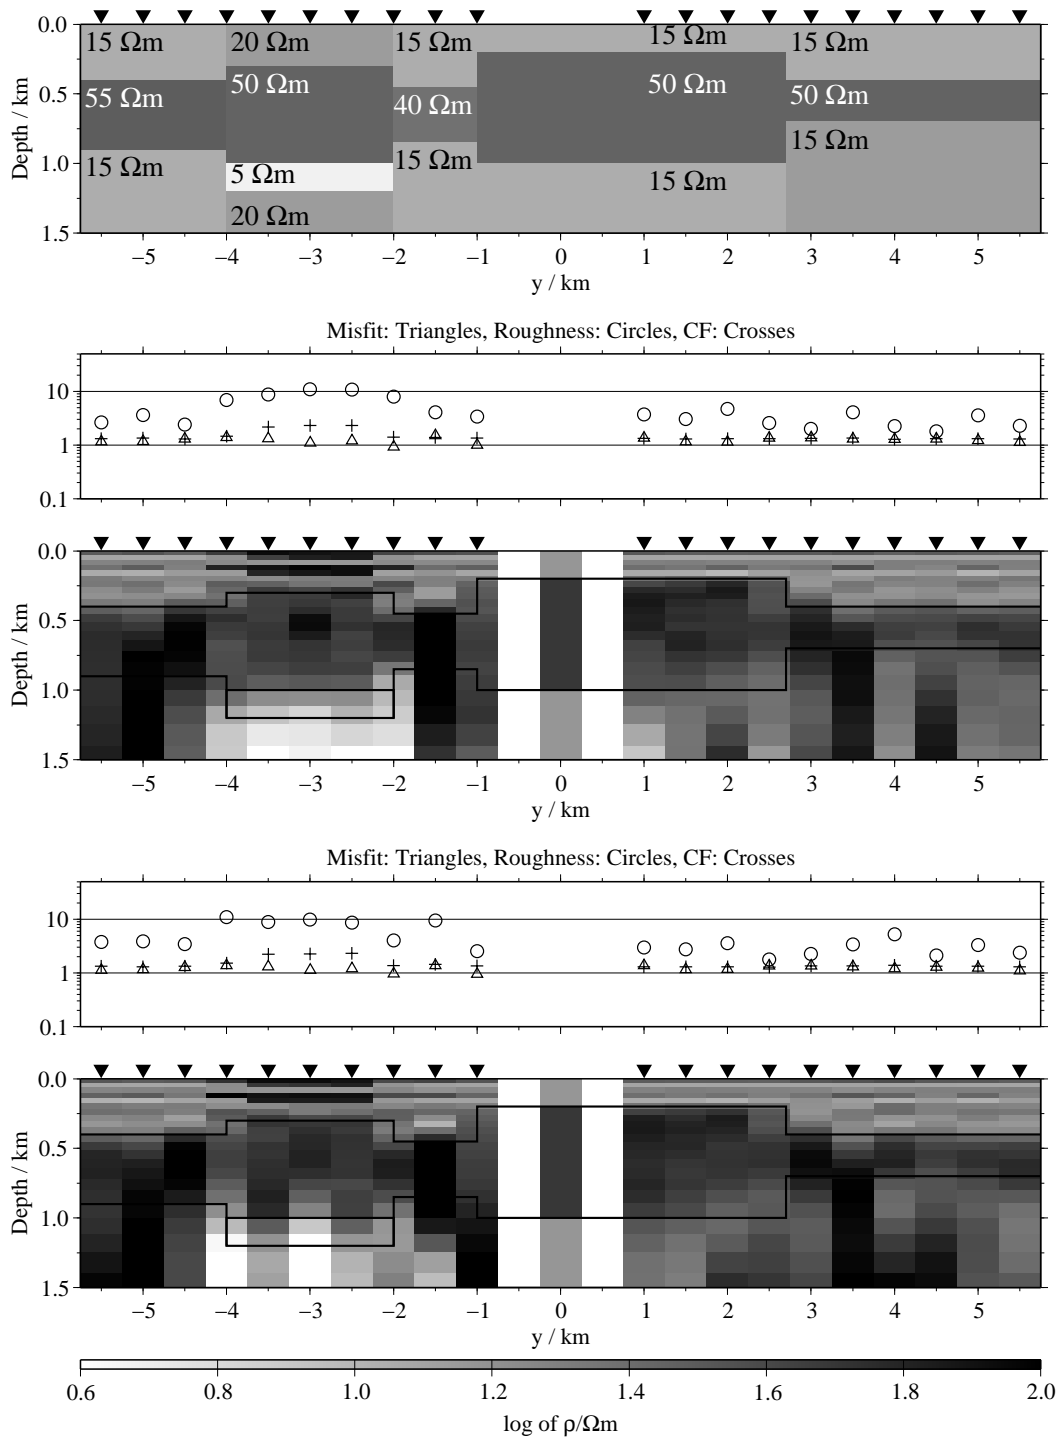 0.0
15 Ωm 20 Ωm 15 Ωm 15 Ωm 15 Ωm
0.5
55 Ωm 50 Ωm 40 Ωm 50 Ωm 50 Ωm
1.0
15 Ωm 5 Ωm 15 Ωm 15 Ωm 15 Ωm
20 Ωm
1.5
Depth / km
−5 −4 −3 −2 −1 0 1 2 3 4 5
y / km
Misfit: Triangles, Roughness: Circles, CF: Crosses
10
1
0.1
0.0
0.5
1.0
1.5
Depth / km
−5 −4 −3 −2 −1 0 1 2 3 4 5
y / km
Misfit: Triangles, Roughness: Circles, CF: Crosses
10
1
0.1
0.0
0.5
1.0
1.5
Depth / km
−5 −4 −3 −2 −1 0 1 2 3 4 5
y / km
0.6 0.8 1.0 1.2 1.4 1.6 1.8 2.0
log of ρ/Ωm